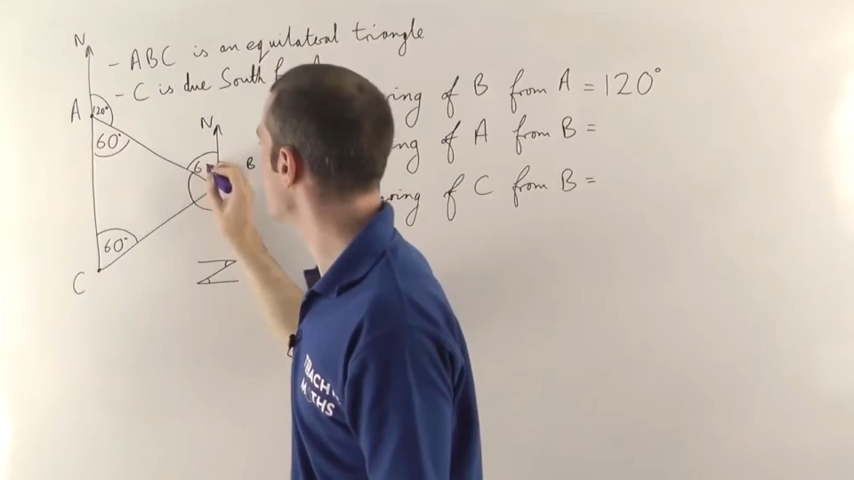 N
- ABC is an equilateral triangle
- C is due South
A 120°
60°
N
B
6
60°
C
Z
of B from A = 120°
of A from B =
of C from B =
TEACH
MATHS